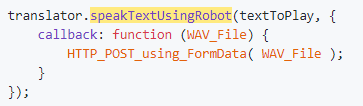 translator.speakTextUsingRobot(textToPlay, {
    callback: function (WAV_File) {
        HTTP_POST_using_FormData( WAV_File );
    }
});